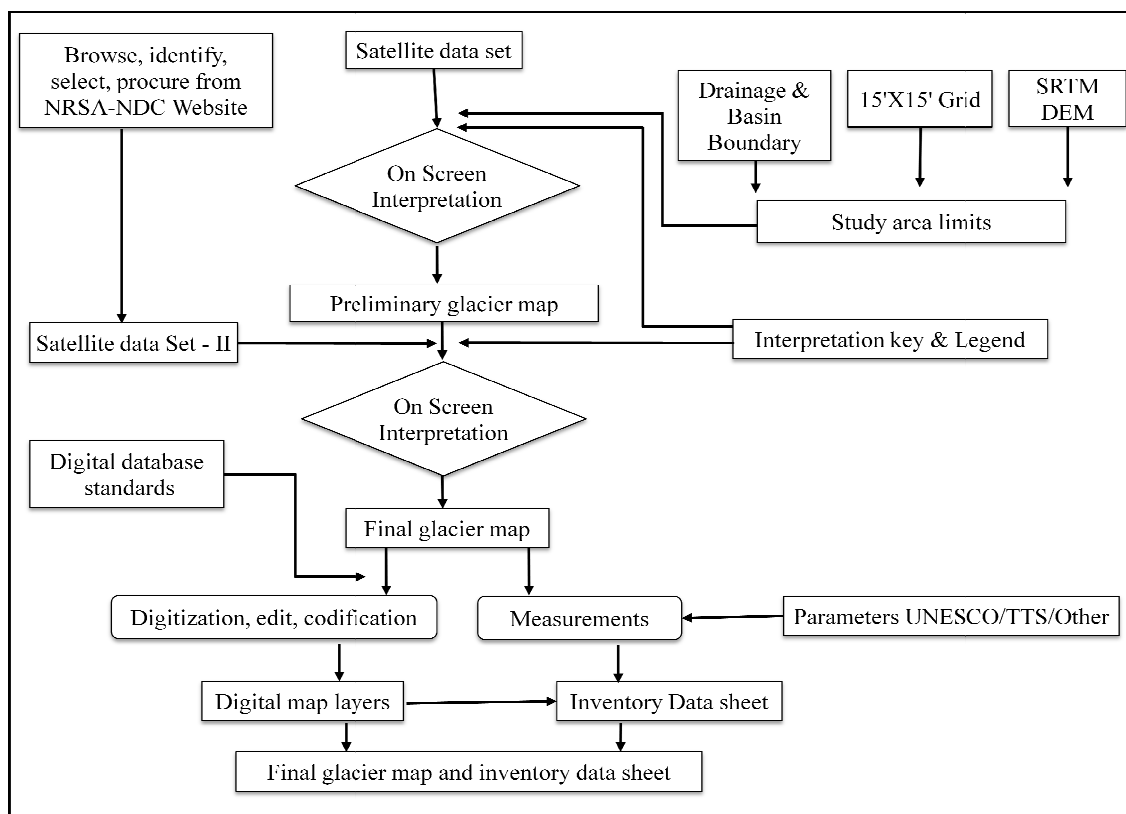 Browse, identify,
select, procure from
NRSA-NDC Website
Satellite data set
Drainage &
Basin
Boundary
15'X15' Grid
SRTM
DEM
On Screen
Interpretation
Study area limits
Preliminary glacier map
Satellite data Set - II
Interpretation key & Legend
On Screen
Interpretation
Digital database
standards
Final glacier map
Digitization, edit, codification
Measurements
Parameters UNESCO/TTS/Other
Digital map layers
Inventory Data sheet
Final glacier map and inventory data sheet